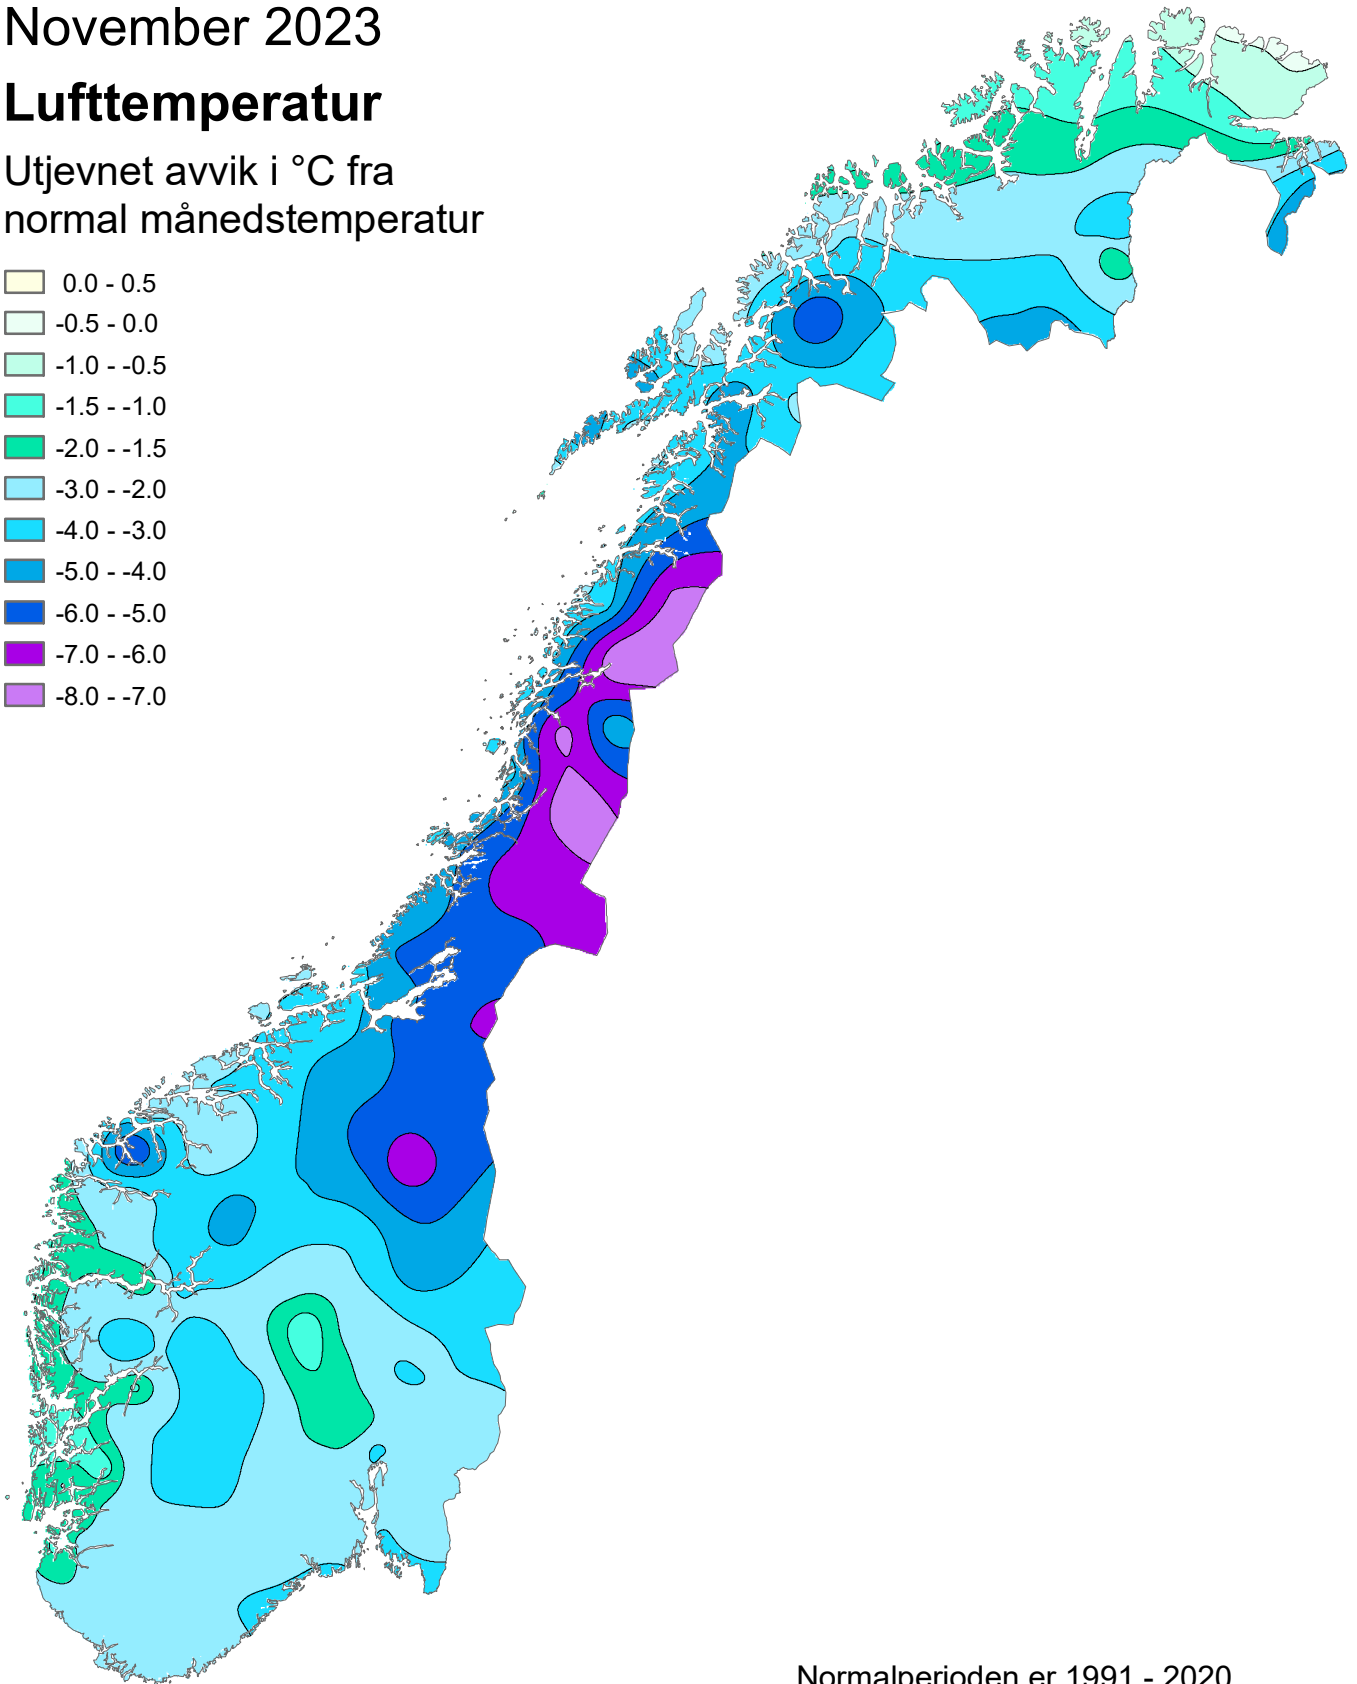 November 2023
Lufttemperatur
Utjevnet avvik i °C fra
normal månedstemperatur
0.0 - 0.5
-0.5 - 0.0
-1.0 - -0.5
-1.5 - -1.0
-2.0 - -1.5
-3.0 - -2.0
-4.0 - -3.0
-5.0 - -4.0
-6.0 - -5.0
-7.0 - -6.0
-8.0 - -7.0
Normalperioden er 1991 - 2020